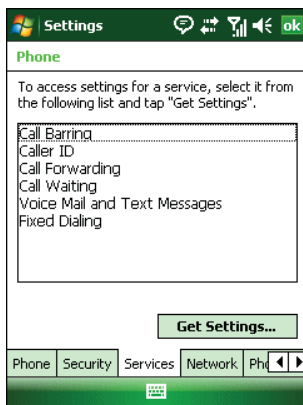 Settings
ok
Phone
To access settings for a service, select it from
the following list and tap "Get Settings".
Call Barring
Caller ID
Call Forwarding
Call Waiting
Voice Mail and Text Messages
Fixed Dialing
Get Settings...
Phone Security Services Network